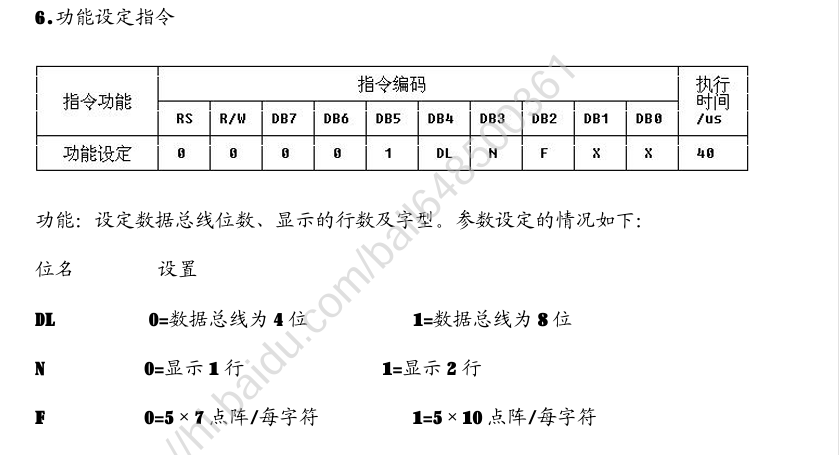 6.功能设定指令
指令功能 指令编码 执行时间/us
RS R/W DB7 DB6 DB5 DB4 DB3 DB2 DB1 DB0
功能设定 0 0 0 0 1 DL N F X X 40
功能：设定数据总线位数、显示的行数及字型。参数设定的情况如下：
位名 设置
DL 0=数据总线为 4 位 1=数据总线为 8 位
N 0=显示 1 行 1=显示 2 行
F 0=5×7 点阵/每字符 1=5×10 点阵/每字符
//hi.baidu.com/ball648500361